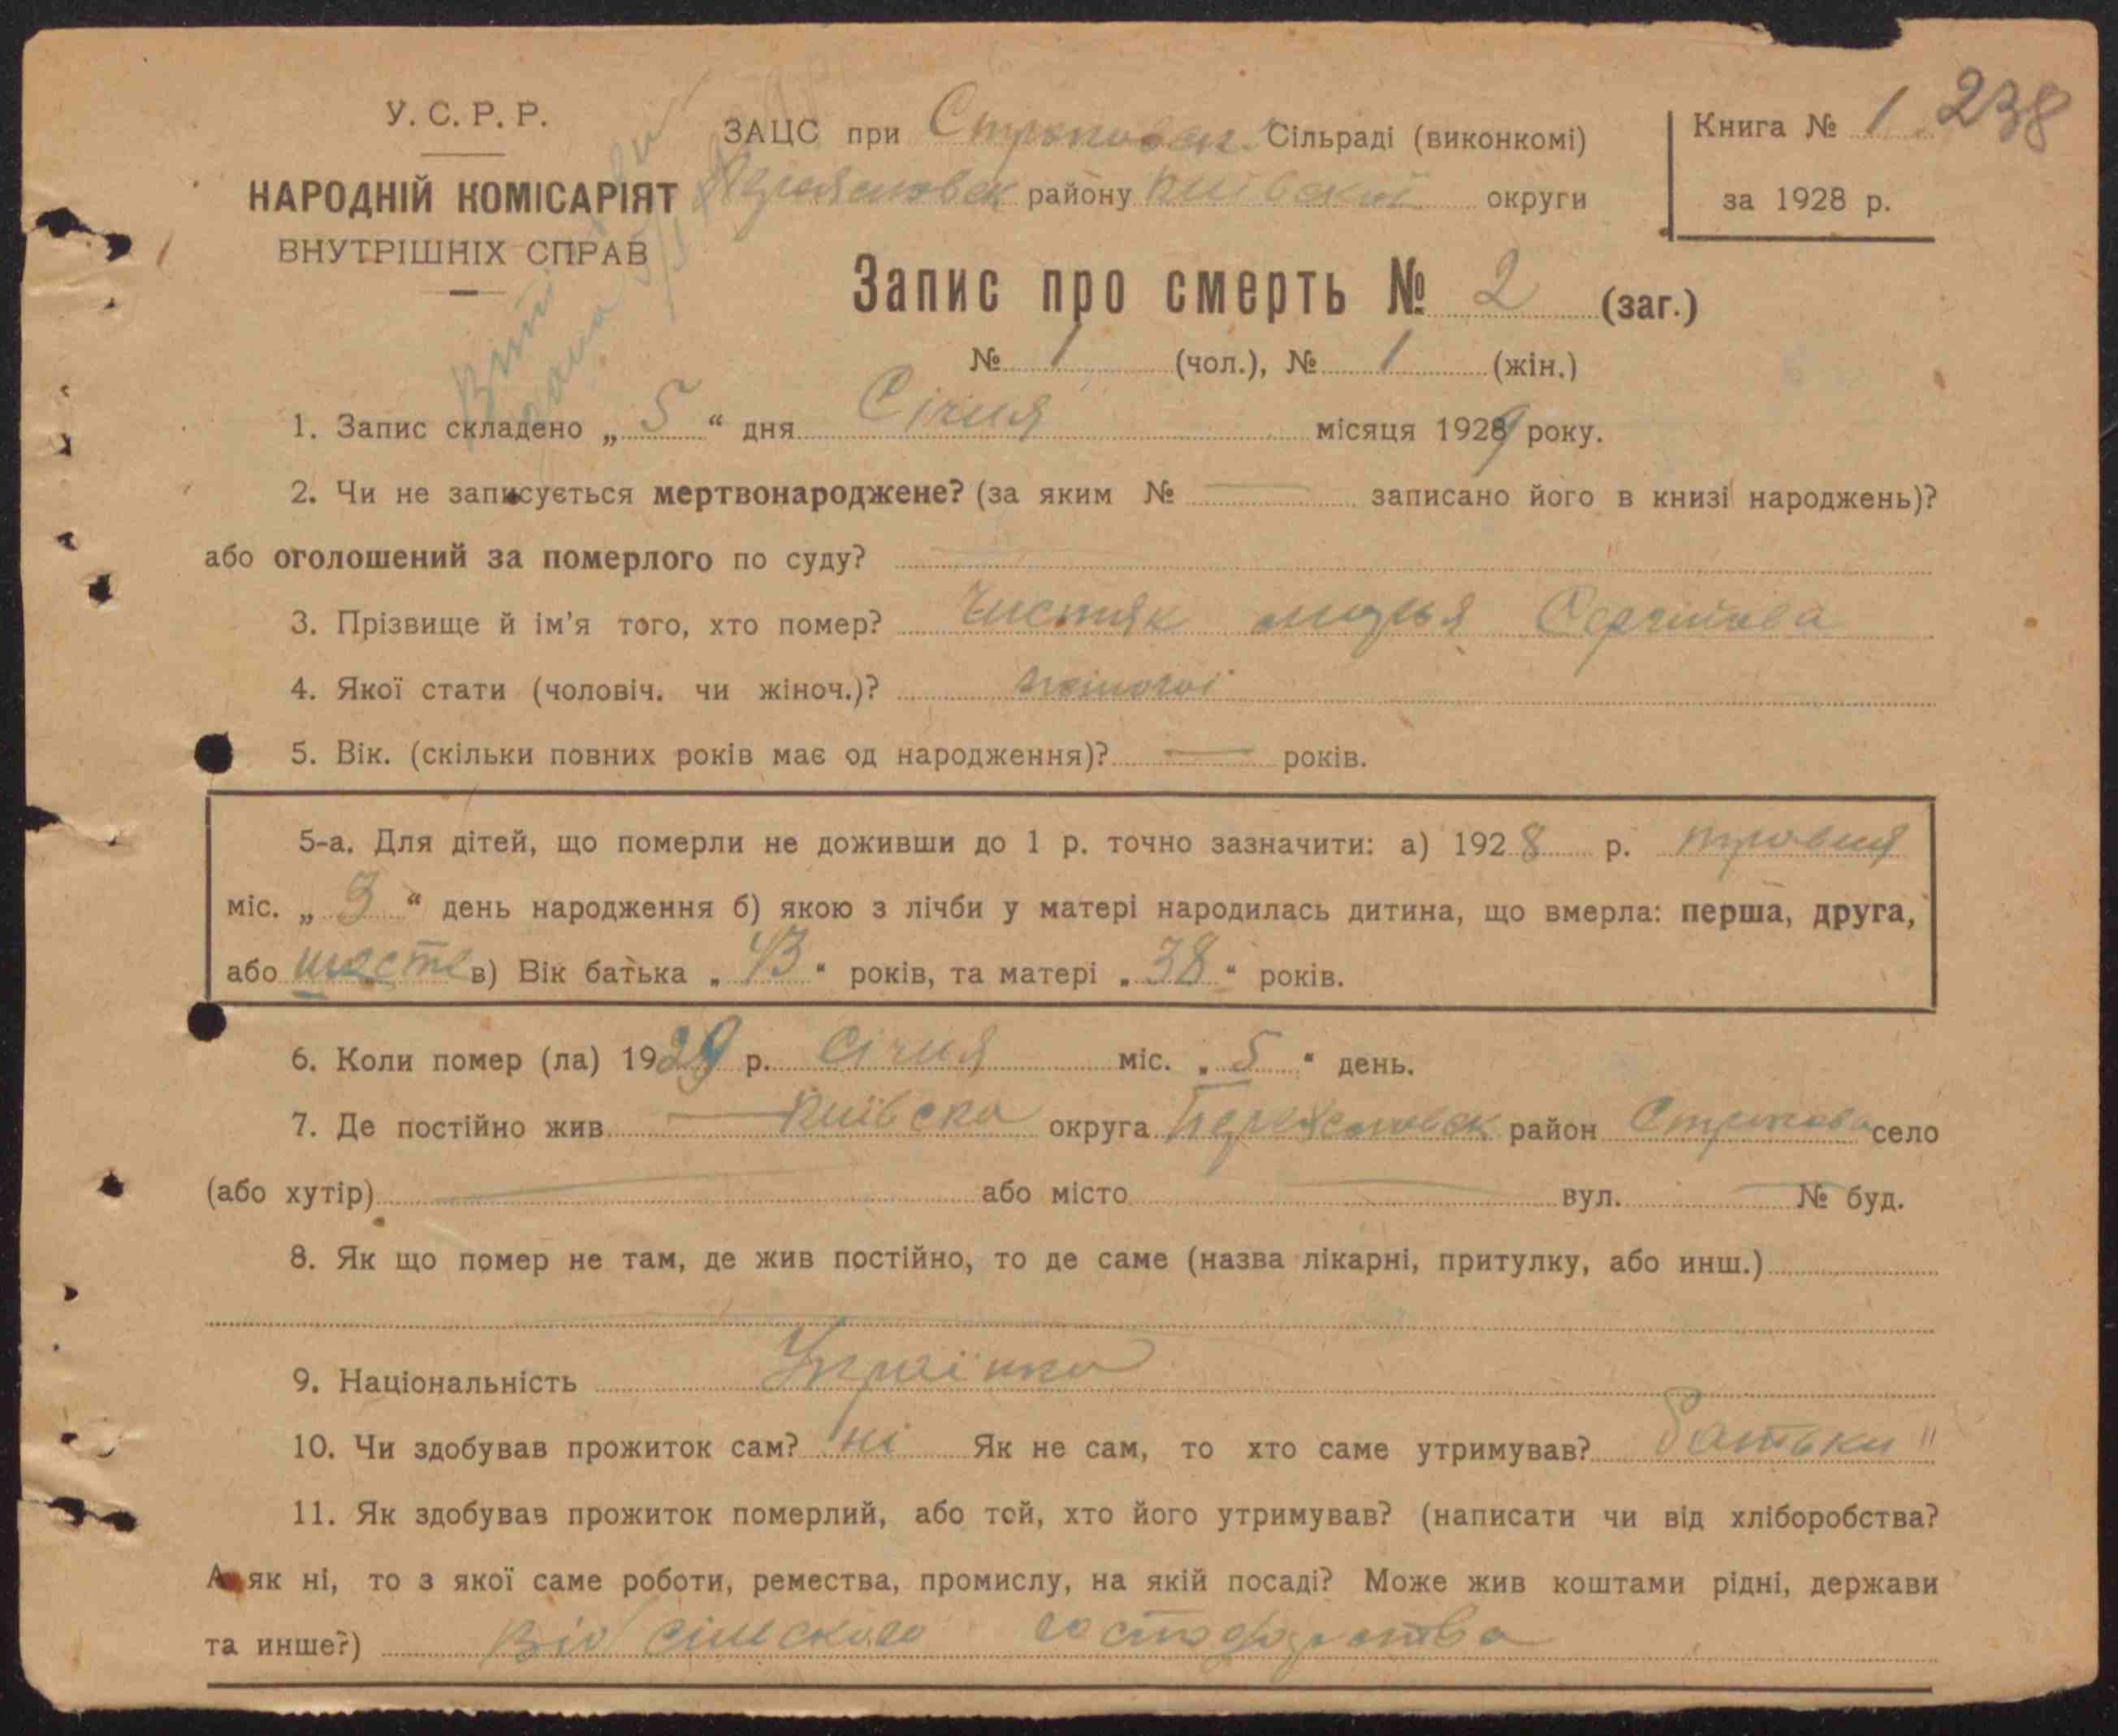 У. С. Р. Р.
НАРОДНІЙ КОМІСАРІЯТ
ВНУТРІШНІХ СПРАВ
ЗАЦС при Строковськ. Сільраді (виконкомі)
району Київської округи
Книга № 1 238
за 1928 р.
Запис про смерть № 2 (заг.)
№ 1 (чол.), № 1 (жін.)
1. Запис складено „ 5 “ дня Січня місяця 1929 року.
2. Чи не записується мертвонароджене? (за яким № — записано його в книзі народжень)?
або оголошений за померлого по суду? —
3. Прізвище й ім'я того, хто помер? Чистяк
4. Якої стати (чоловіч. чи жіноч.)? жіночої
5. Вік. (скільки повних років має од народження)? — років.
5-а. Для дітей, що померли не доживши до 1 р. точно зазначити: а) 1928 р. травня
міс. „ 3 “ день народження б) якою з лічби у матері народилась дитина, що вмерла: перша, друга,
або шосте в) Вік батька „ 43 “ років, та матері „ 38 “ років.
6. Коли помер (ла) 1929 р. Січня міс. „ 5 “ день.
7. Де постійно жив — Київска округа район село
(або хутір) — або місто — вул. — № буд.
8. Як що помер не там, де жив постійно, то де саме (назва лікарні, притулку, або инш.)
—
9. Національність Українка
10. Чи здобував прожиток сам? ні Як не сам, то хто саме утримував? батьки
11. Як здобував прожиток померлий, або той, хто його утримував? (написати чи від хліборобства?
А як ні, то з якої саме роботи, ремества, промислу, на якій посаді? Може жив коштами рідні, держави
та инше?) Від сільского господарства